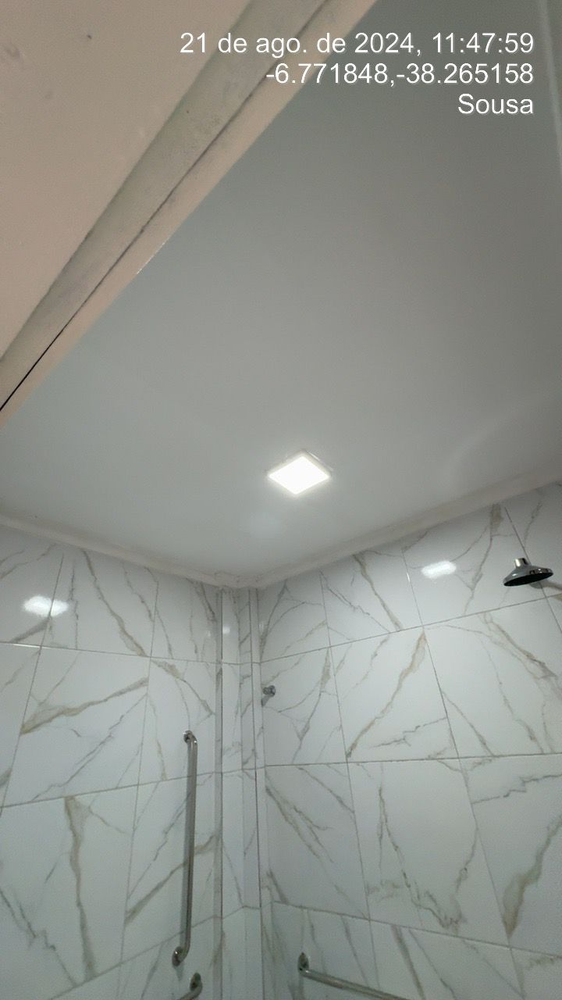 21 de ago. de 2024, 11:47:59
-6.771848,-38.265158
Sousa